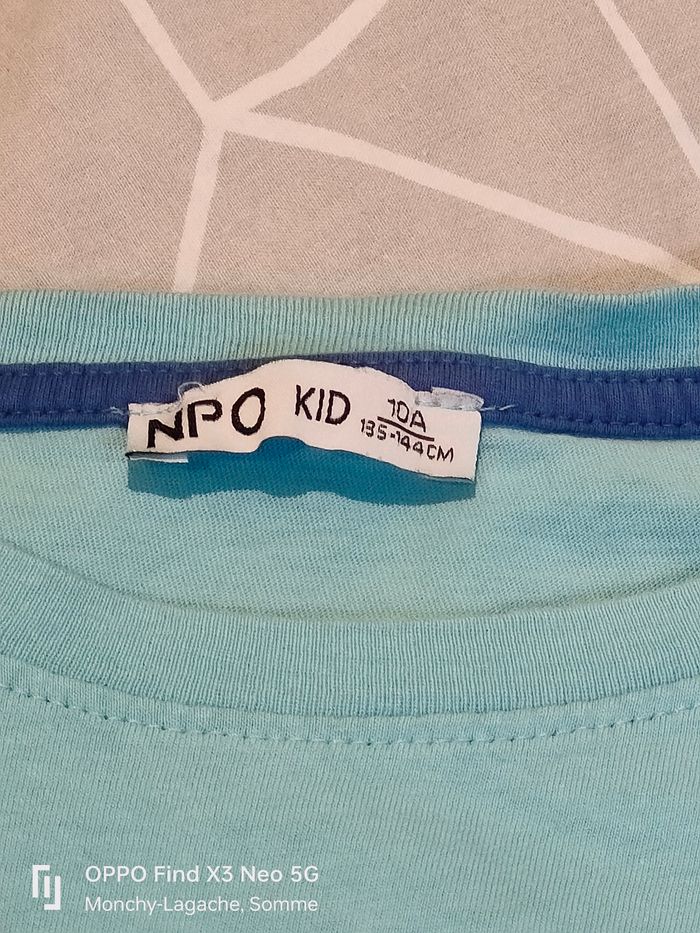 NPO KID 10A
135-144CM
OPPO Find X3 Neo 5G
Monchy-Lagache, Somme